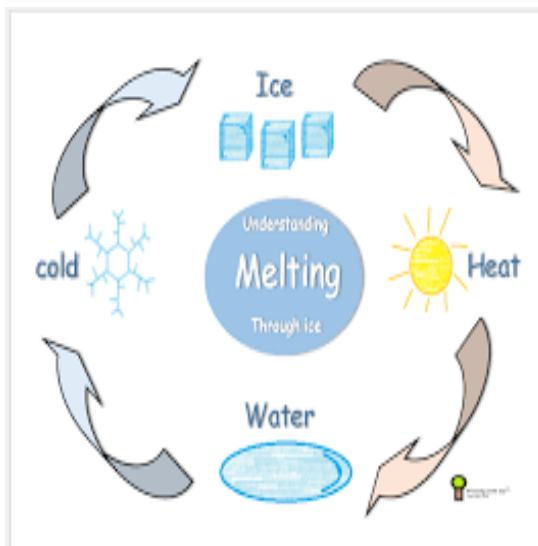 Ice
Understanding
cold
Melting
Heat
Through ice
Water